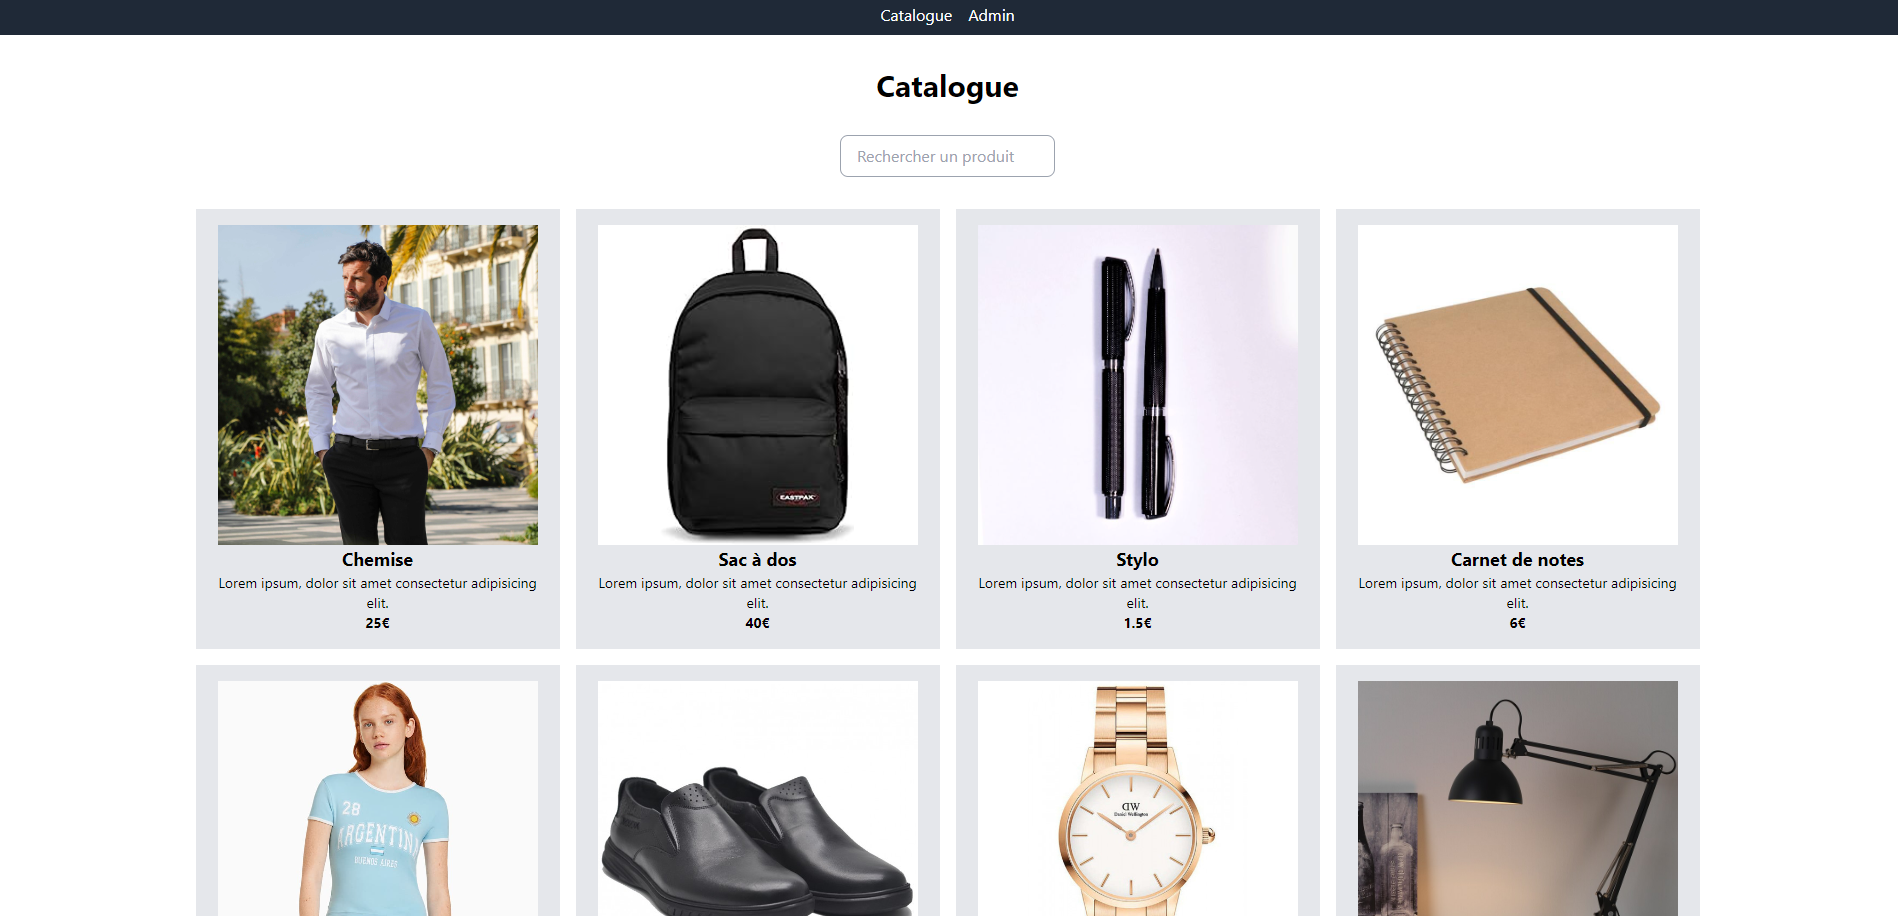 Catalogue Admin
Catalogue
Rechercher un produit
EASTPAK
Chemise
Lorem ipsum, dolor sit amet consectetur adipisicing
elit.
25€
Sac à dos
Lorem ipsum, dolor sit amet consectetur adipisicing
elit.
40€
Stylo
Lorem ipsum, dolor sit amet consectetur adipisicing
elit.
1.5€
Carnet de notes
Lorem ipsum, dolor sit amet consectetur adipisicing
elit.
6€
28
ARGENTINA
BUENOS AIRES
DW
Daniel Wellington